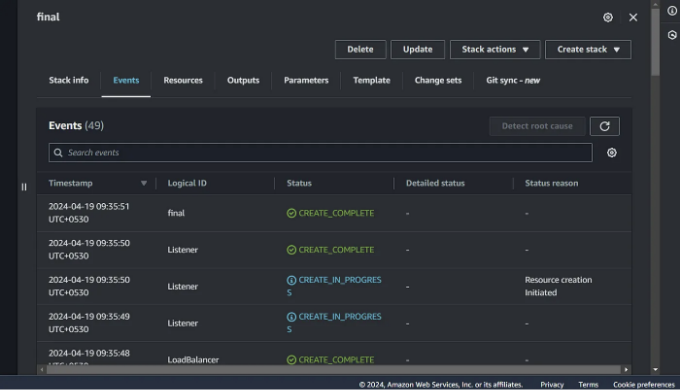 final
Delete Update Stack actions Create stack
Stack info Events Resources Outputs Parameters Template Change sets Git sync - new
Events (49) Detect root cause
Search events
Timestamp Logical ID Status Detailed status Status reason
2024-04-19 09:35:51
UTC+0530
final CREATE_COMPLETE - -
2024-04-19 09:35:50
UTC+0530
Listener CREATE_COMPLETE - -
2024-04-19 09:35:50
UTC+0530
Listener CREATE_IN_PROGRES
S
- Resource creation
Initiated
2024-04-19 09:35:49
UTC+0530
Listener CREATE_IN_PROGRES
S
- -
2024-04-19 09:35:48
UTC+0530
LoadBalancer CREATE_COMPLETE - -
© 2024, Amazon Web Services, Inc. or its affiliates. Privacy Terms Cookie preferences